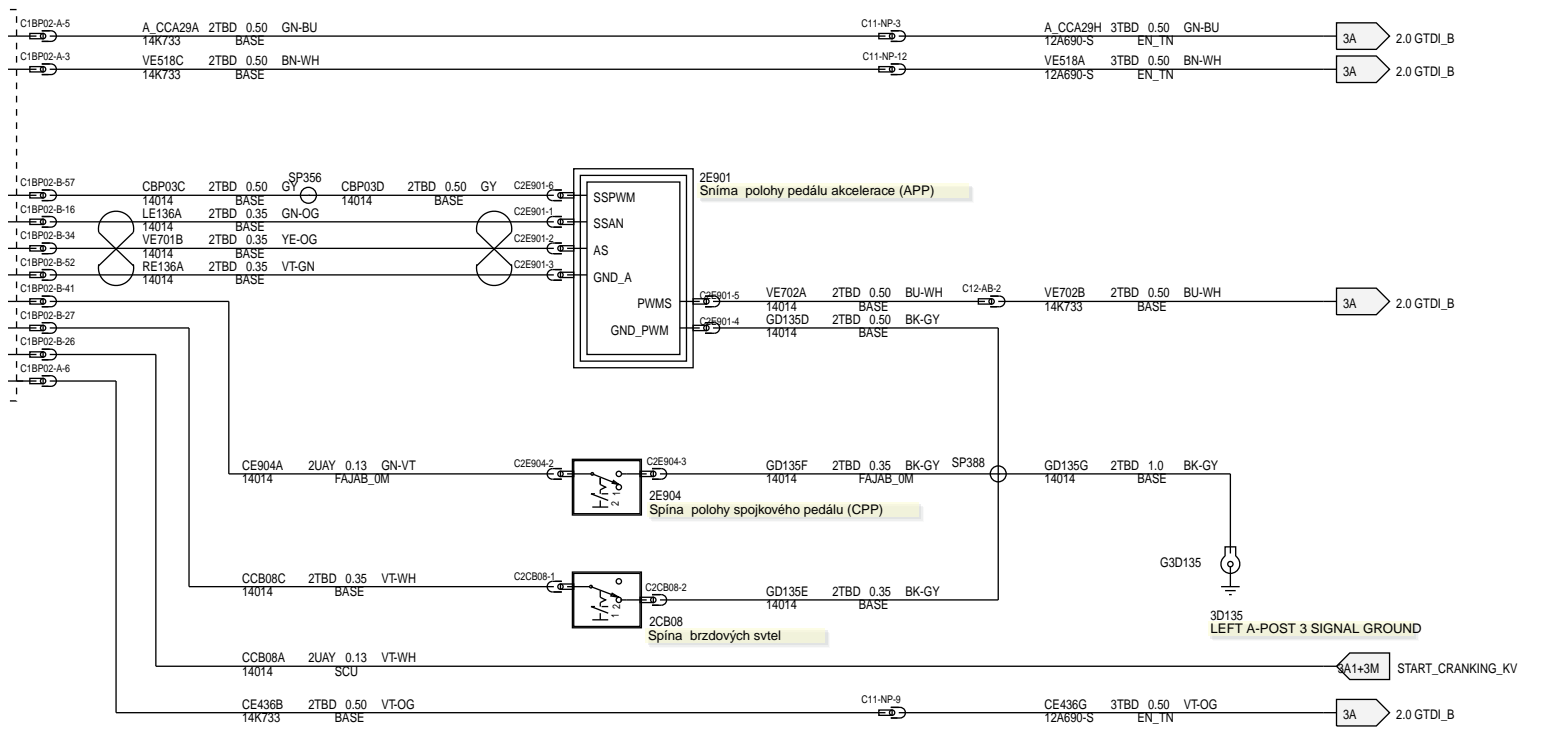 C1BP02-A-5 A_CCA29A 2TBD 0.50 GN-BU C11-NP-3 A_CCA29H 3TBD 0.50 GN-BU
14K733 BASE 12A690-S EN_TN 3A 2.0 GTDI_B
C1BP02-A-3 VE518C 2TBD 0.50 BN-WH C11-NP-12 VE518A 3TBD 0.50 BN-WH
14K733 BASE 12A690-S EN_TN 3A 2.0 GTDI_B
SP356 2E901
C1BP02-B-57 CBP03C 2TBD 0.50 GY CBP03D 2TBD 0.50 GY C2E901-6 SSPWM Sníma polohy pedálu akcelerace (APP)
14014 BASE 14014 BASE
C1BP02-B-16 LE136A 2TBD 0.35 GN-OG C2E901-1 SSAN
14014 BASE
C1BP02-B-34 VE701B 2TBD 0.35 YE-OG C2E901-2 AS
14014 BASE
C1BP02-B-52 RE136A 2TBD 0.35 VT-GN C2E901-3 GND_A
14014 BASE
C1BP02-B-41 PWMS C2E901-5 VE702A 2TBD 0.50 BU-WH C12-AB-2 VE702B 2TBD 0.50 BU-WH 3A 2.0 GTDI_B
14014 BASE 14K733 BASE
C1BP02-B-27 GND_PWM C2E901-4 GD135D 2TBD 0.50 BK-GY
14014 BASE
C1BP02-B-26
C1BP02-A-6
CE904A 2UAY 0.13 GN-VT C2E904-2 C2E904-3 GD135F 2TBD 0.35 BK-GY SP388 GD135G 2TBD 1.0 BK-GY
14014 FAJAB_0M 2 1 14014 FAJAB_0M 14014 BASE
2E904
Spína polohy spojkového pedálu (CPP)
G3D135
CCB08C 2TBD 0.35 VT-WH C2CB08-1 C2CB08-2 GD135E 2TBD 0.35 BK-GY
14014 BASE 1 2 14014 BASE
2CB08 3D135
Spína brzdových svtel LEFT A-POST 3 SIGNAL GROUND
CCB08A 2UAY 0.13 VT-WH 3A1+3M START_CRANKING_KV
14014 SCU
CE436B 2TBD 0.50 VT-OG C11-NP-9 CE436G 3TBD 0.50 VT-OG 3A 2.0 GTDI_B
14K733 BASE 12A690-S EN_TN